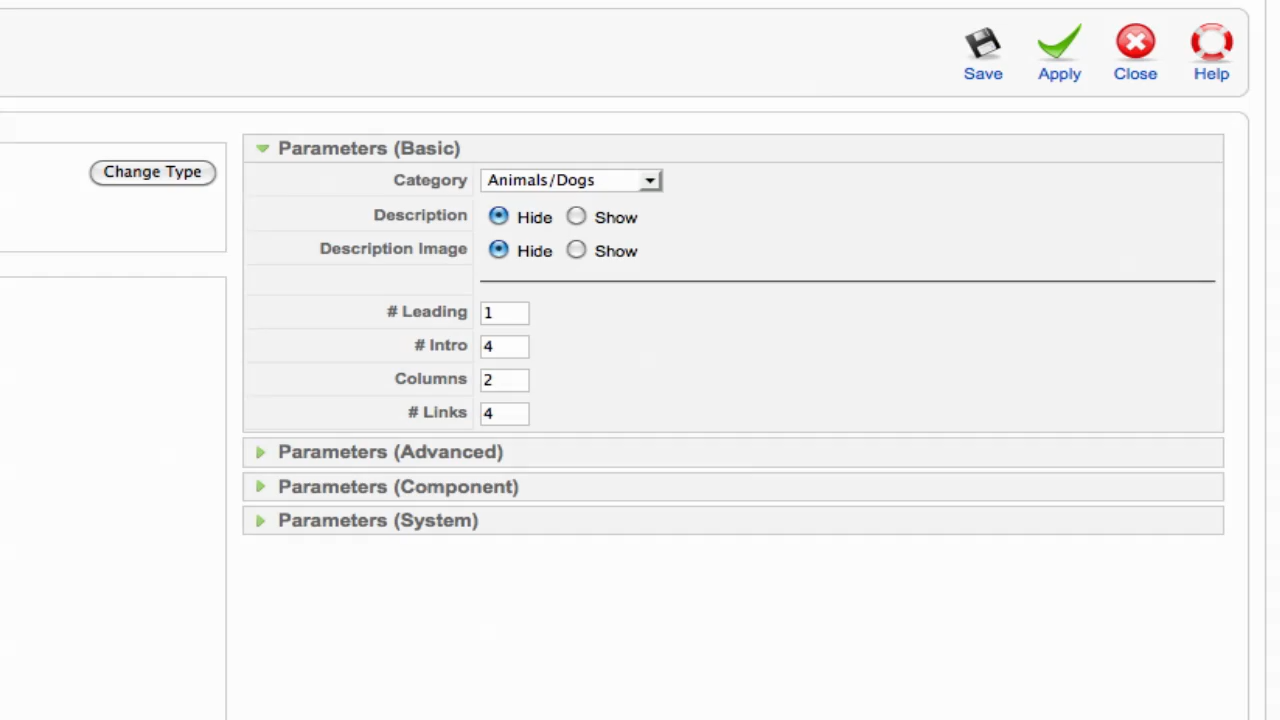 Save Apply Close Help
Change Type
Parameters (Basic)
Category Animals/Dogs
Description Hide Show
Description Image Hide Show
# Leading 1
# Intro 4
Columns 2
# Links 4
Parameters (Advanced)
Parameters (Component)
Parameters (System)